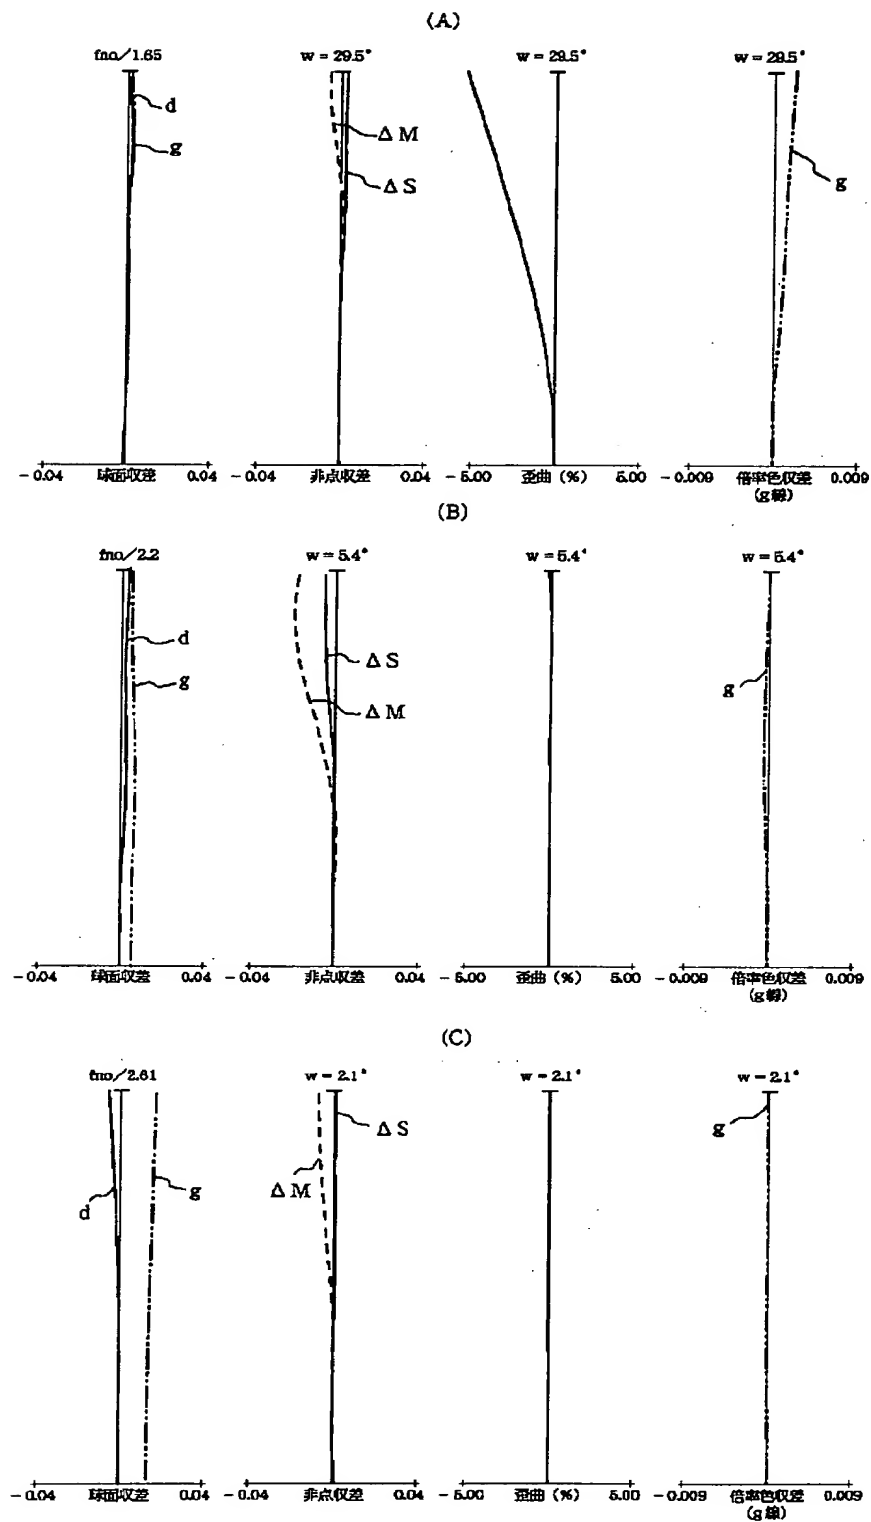 (A)
fno/1.65
w=29.5°
w=29.5°
w=29.5°
d
g
ΔM
ΔS
g
-0.04 球面収差 0.04
-0.04 非点収差 0.04
-5.00 歪曲(%) 5.00
-0.009 倍率色収差 0.009
(g線)
(B)
fno/2.2
w=5.4°
w=5.4°
w=5.4°
d
g
ΔS
ΔM
g
-0.04 球面収差 0.04
-0.04 非点収差 0.04
-5.00 歪曲(%) 5.00
-0.009 倍率色収差 0.009
(g線)
(C)
fno/2.61
w=2.1°
w=2.1°
w=2.1°
d
g
ΔS
ΔM
g
-0.04 球面収差 0.04
-0.04 非点収差 0.04
-5.00 歪曲(%) 5.00
-0.009 倍率色収差 0.009
(g線)